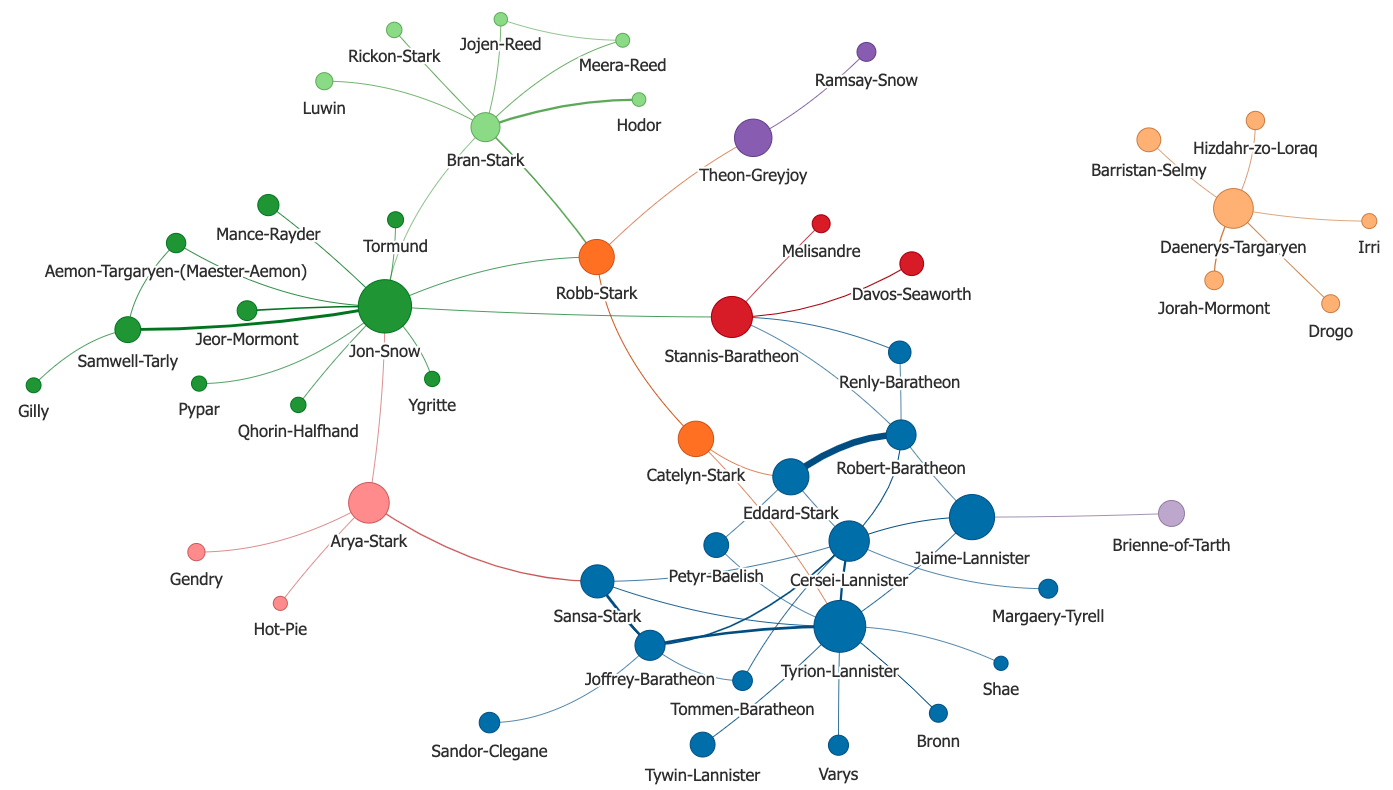 Rickon-Stark
Jojen-Reed
Meera-Reed
Ramsay-Snow
Luwin
Hodor
Bran-Stark
Theon-Greyjoy
Hizdahr-zo-Loraq
Barristan-Selmy
Mance-Rayder
Tormund
Melisandre
Daenerys-Targaryen
Irri
Aemon-Targaryen-(Maester-Aemon)
Robb-Stark
Davos-Seaworth
Jorah-Mormont
Drogo
Jeor-Mormont
Jon-Snow
Stannis-Baratheon
Samwell-Tarly
Renly-Baratheon
Gilly
Pypar
Ygritte
Qhorin-Halfhand
Catelyn-Stark
Robert-Baratheon
Eddard-Stark
Arya-Stark
Brienne-of-Tarth
Jaime-Lannister
Gendry
Petyr-Baelish
Cersei-Lannister
Sansa-Stark
Margaery-Tyrell
Hot-Pie
Tyrion-Lannister
Joffrey-Baratheon
Shae
Tommen-Baratheon
Sandor-Clegane
Bronn
Tywin-Lannister
Varys